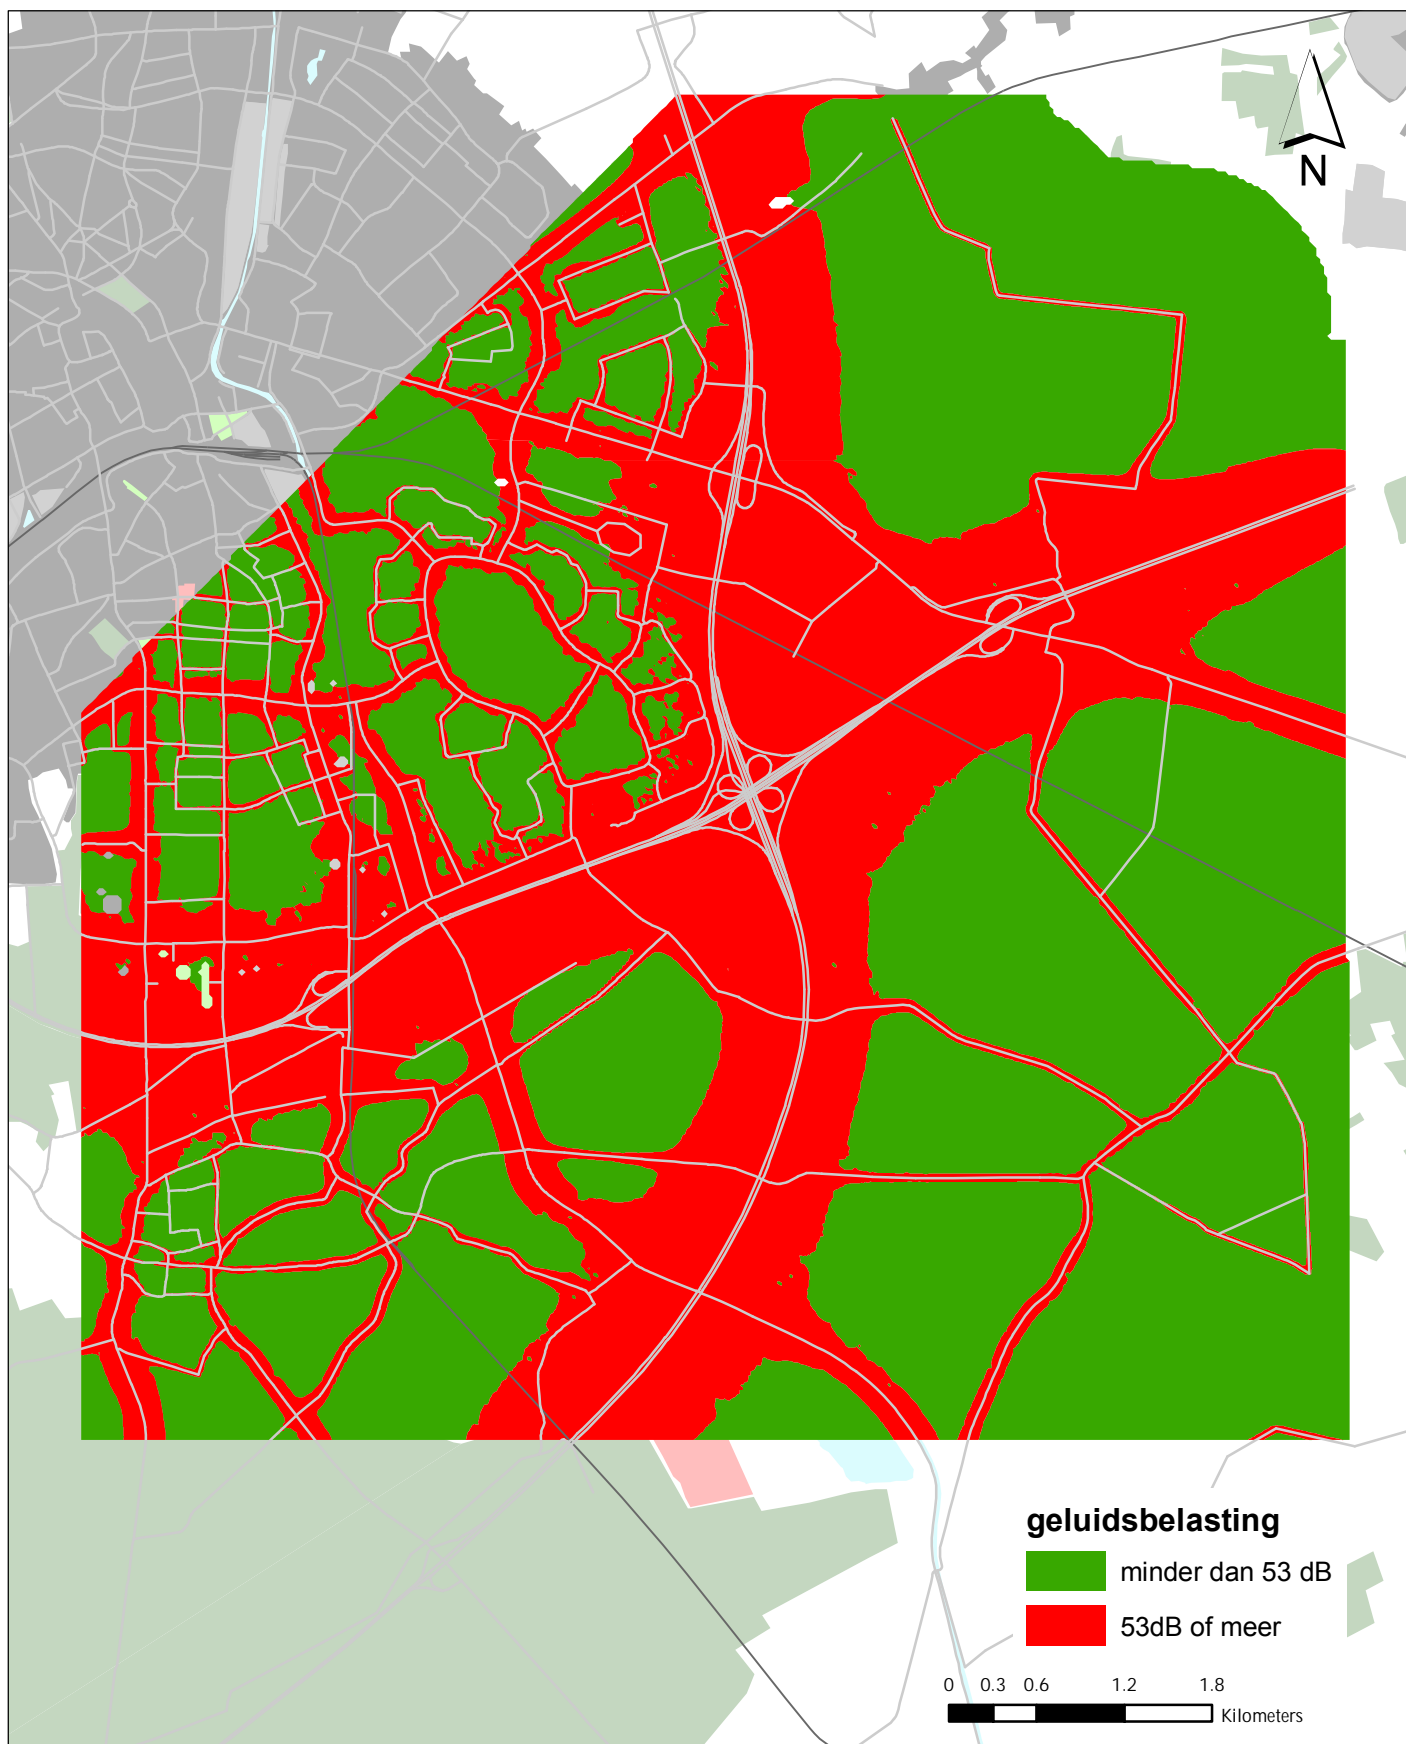 N
geluidsbelasting
minder dan 53 dB
53dB of meer
0 0.3 0.6 1.2 1.8
Kilometers